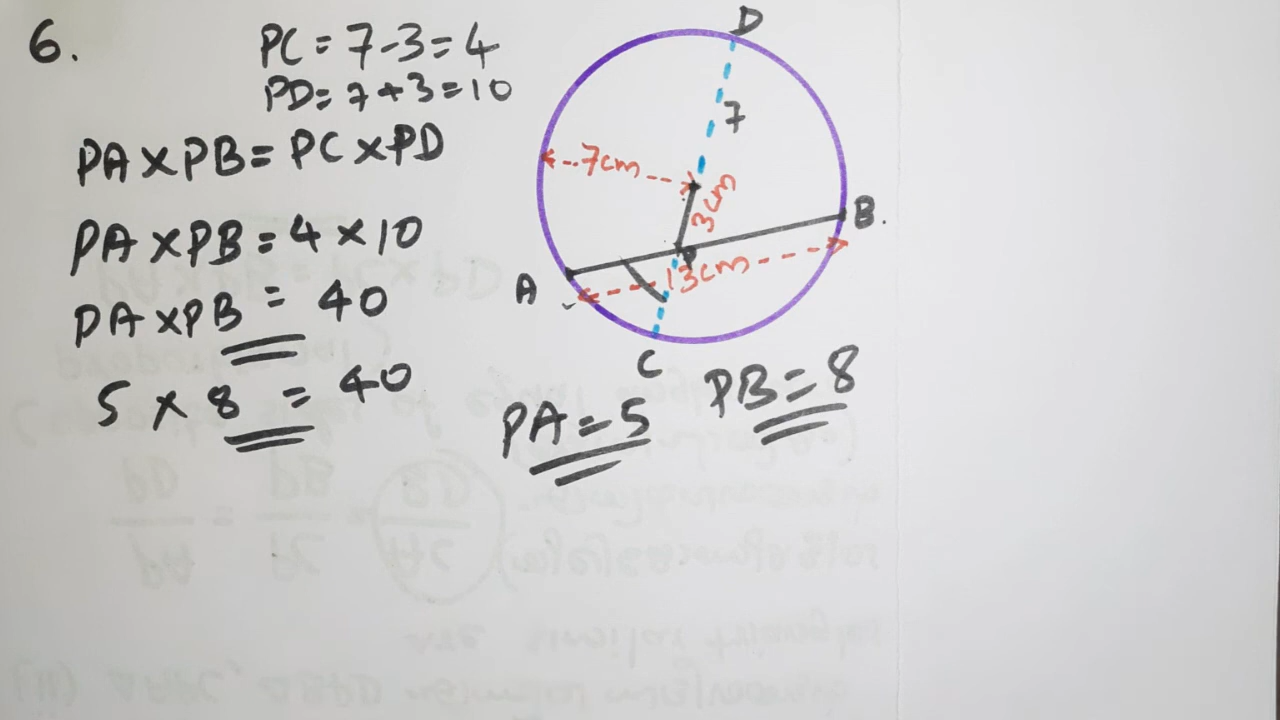 6.
PC = 7 - 3 = 4
PD = 7 + 3 = 10
PA × PB = PC × PD
PA × PB = 4 × 10
PA × PB = 40
5 × 8 = 40
D
7
7cm
3cm
B.
P
13cm
A
C
PA = 5
PB = 8